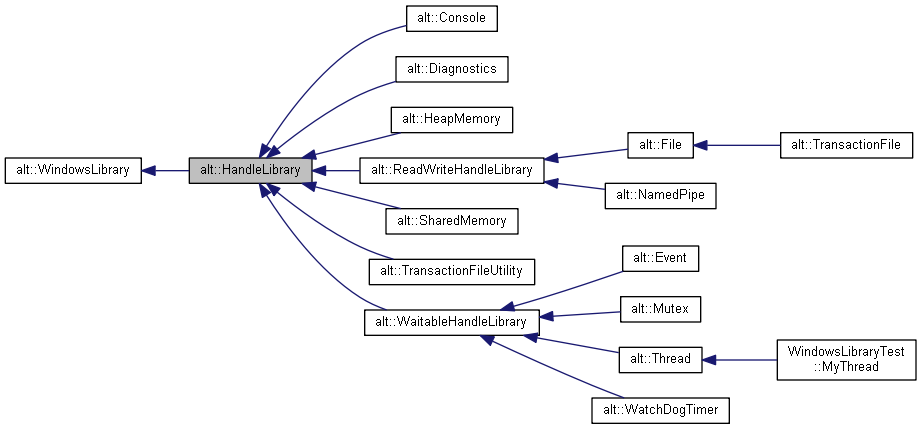 alt::Console
alt::Diagnostics
alt::HeapMemory
alt::File
alt::TransactionFile
alt::WindowsLibrary
alt::HandleLibrary
alt::ReadWriteHandleLibrary
alt::NamedPipe
alt::SharedMemory
alt::Event
alt::TransactionFileUtility
alt::Mutex
alt::WaitableHandleLibrary
alt::Thread
WindowsLibraryTest
::MyThread
alt::WatchDogTimer